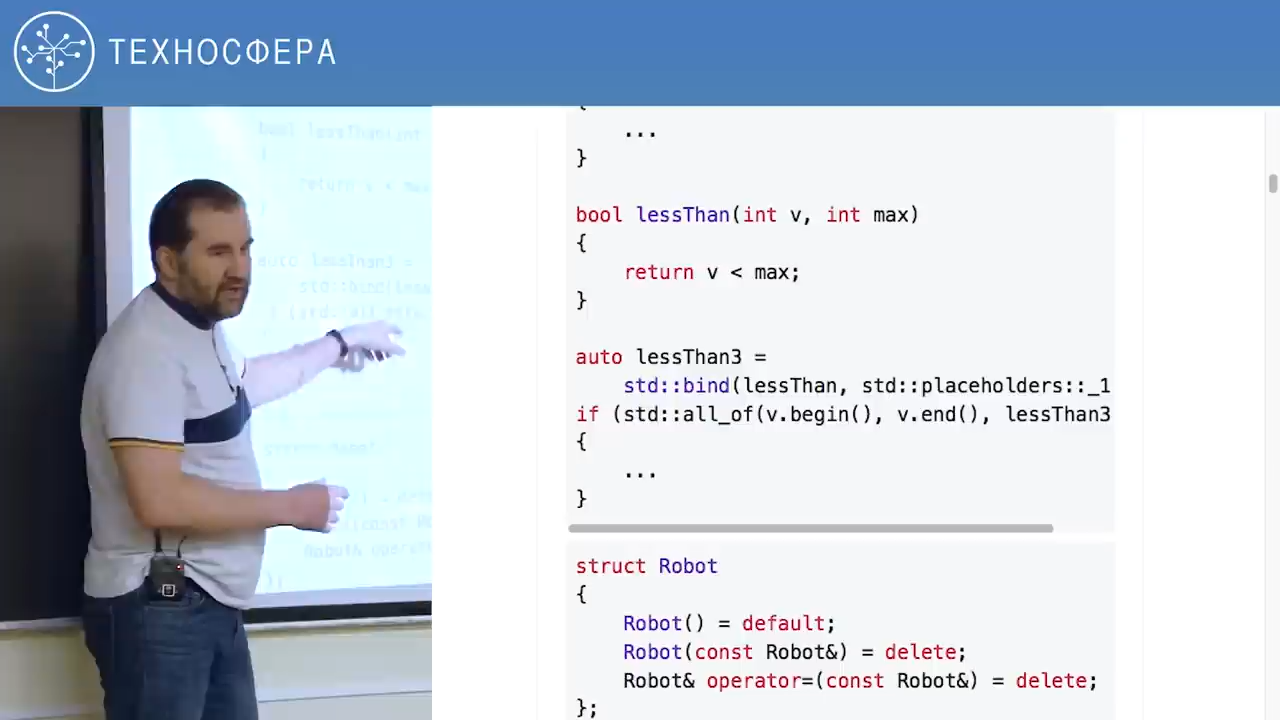 ТЕХНОСФЕРА
{
...
}
bool lessThan(int v, int max)
{
return v < max;
}
auto lessThan3 =
std::bind(lessThan, std::placeholders::_1
if (std::all_of(v.begin(), v.end(), lessThan3
{
...
}
struct Robot
{
Robot() = default;
Robot(const Robot&) = delete;
Robot& operator=(const Robot&) = delete;
};